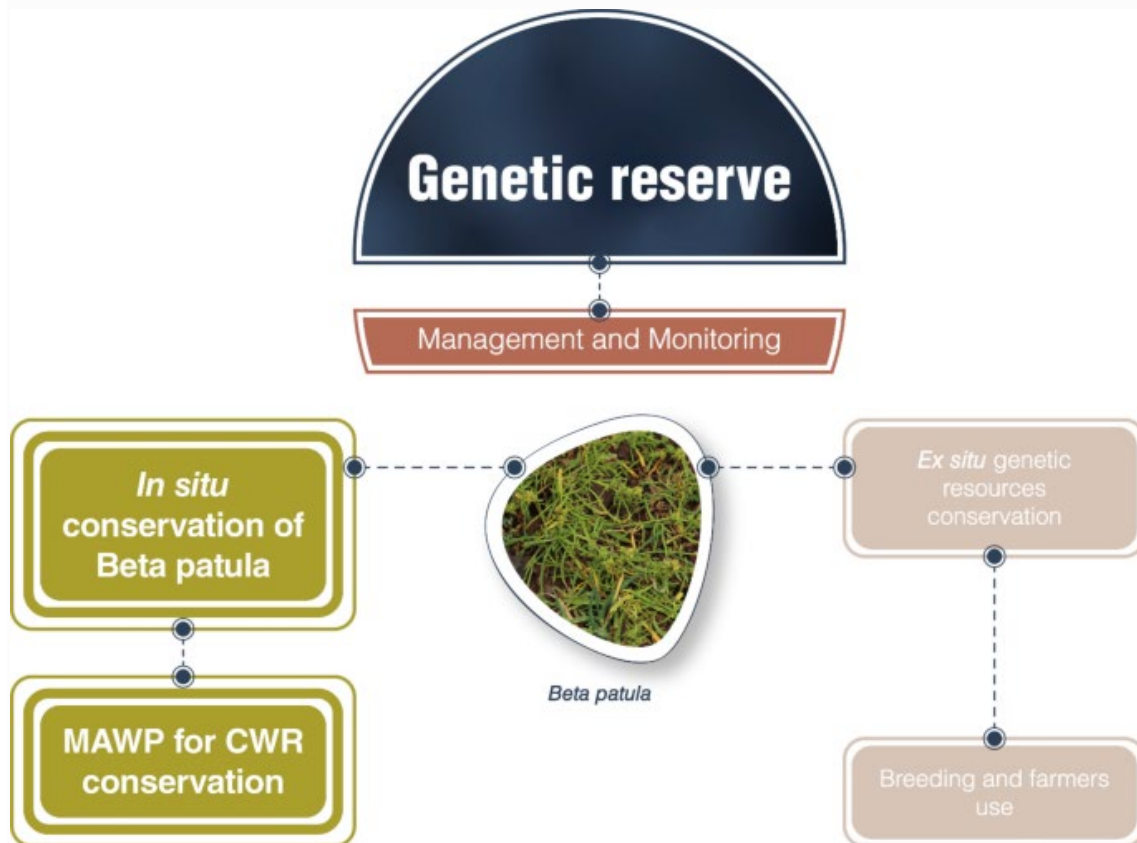 Genetic reserve
Management and Monitoring
In situ
conservation of
Beta patula
MAWP for CWR
conservation
Beta patula
Ex situ genetic
resources
conservation
Breeding and farmers
use